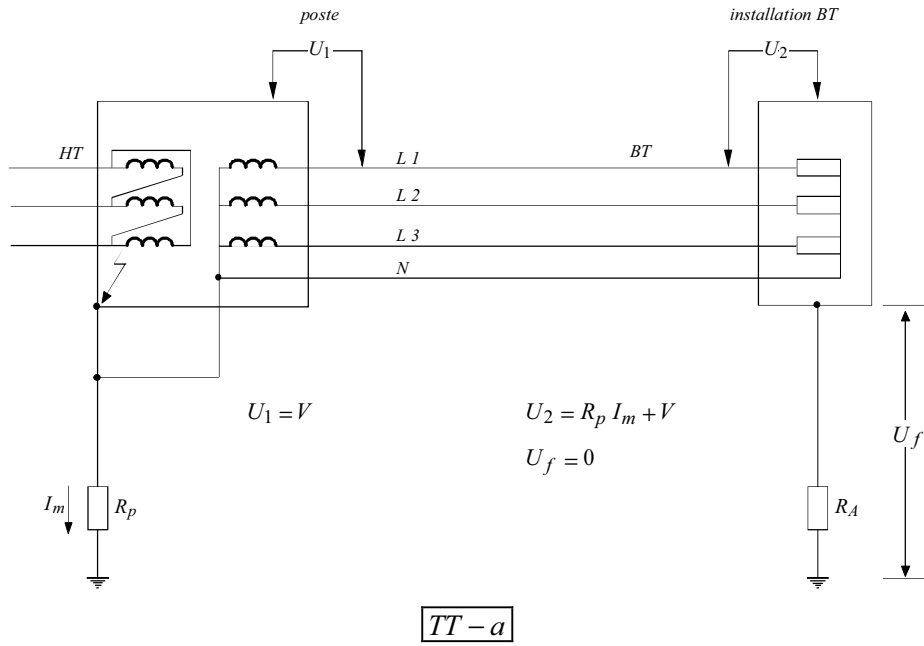 poste
installation BT
U1
U2
HT
L 1
BT
L 2
L 3
N
U1 = V
U2 = Rp Im + V
Uf
Uf = 0
Im
Rp
RA
TT − a